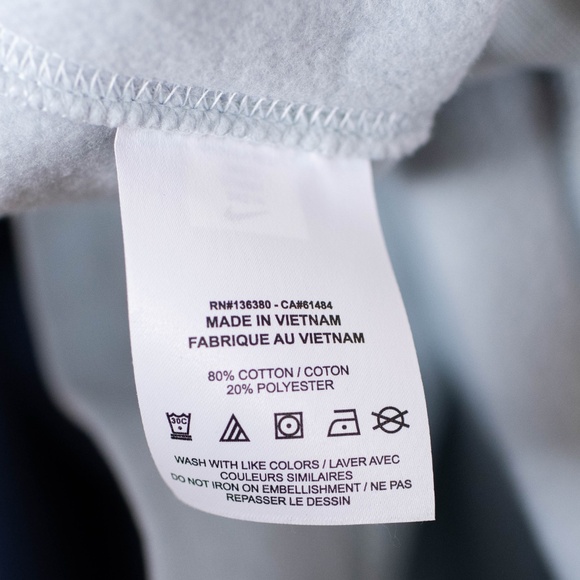 RN#136380 - CA#61484
MADE IN VIETNAM
FABRIQUE AU VIETNAM
80% COTTON / COTON
20% POLYESTER
30C
WASH WITH LIKE COLORS / LAVER AVEC
COULEURS SIMILAIRES
DO NOT IRON ON EMBELLISHMENT / NE PAS
REPASSER LE DESSIN